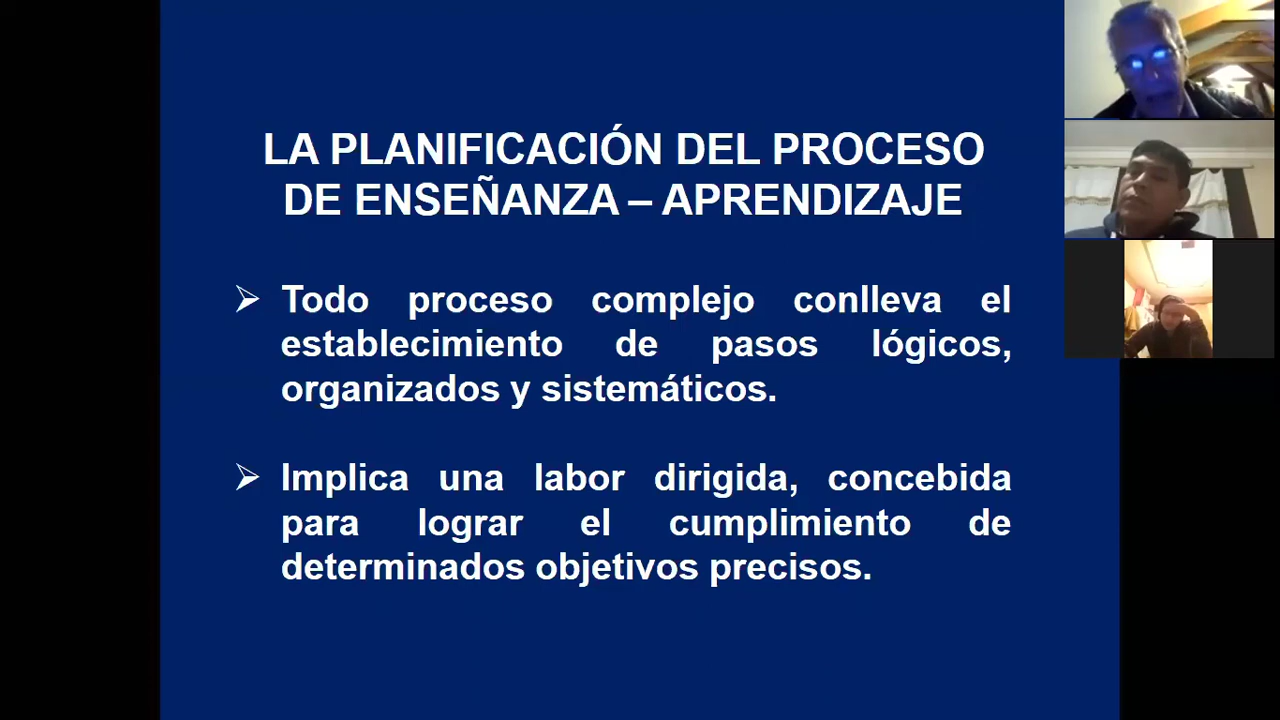 LA PLANIFICACIÓN DEL PROCESO
DE ENSEÑANZA – APRENDIZAJE
➢ Todo proceso complejo conlleva el
establecimiento de pasos lógicos,
organizados y sistemáticos.
➢ Implica una labor dirigida, concebida
para lograr el cumplimiento de
determinados objetivos precisos.